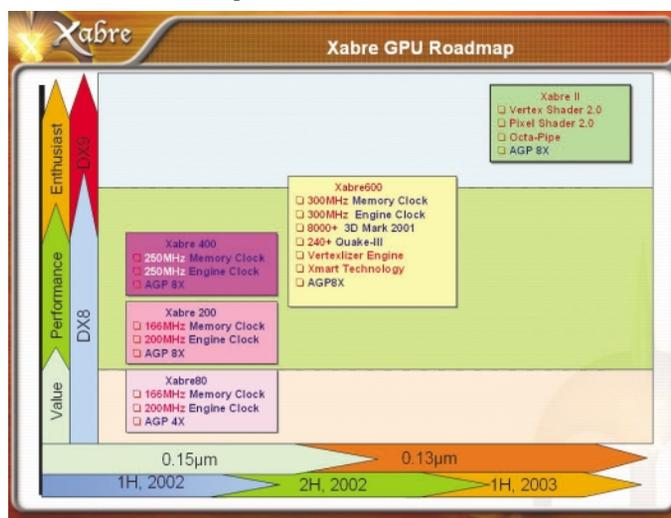 Xabre
Xabre GPU Roadmap
Enthusiast
Performance
Value
DX9
DX8
Xabre II
Vertex Shader 2.0
Pixel Shader 2.0
Octa-Pipe
AGP 8X
Xabre600
300MHz Memory Clock
300MHz Engine Clock
8000+ 3D Mark 2001
240+ Quake-III
Vertexlizer Engine
Xmart Technology
AGP8X
Xabre 400
250MHz Memory Clock
250MHz Engine Clock
AGP 8X
Xabre 200
166MHz Memory Clock
200MHz Engine Clock
AGP 8X
Xabre80
166MHz Memory Clock
200MHz Engine Clock
AGP 4X
0.15µm
0.13µm
1H, 2002
2H, 2002
1H, 2003